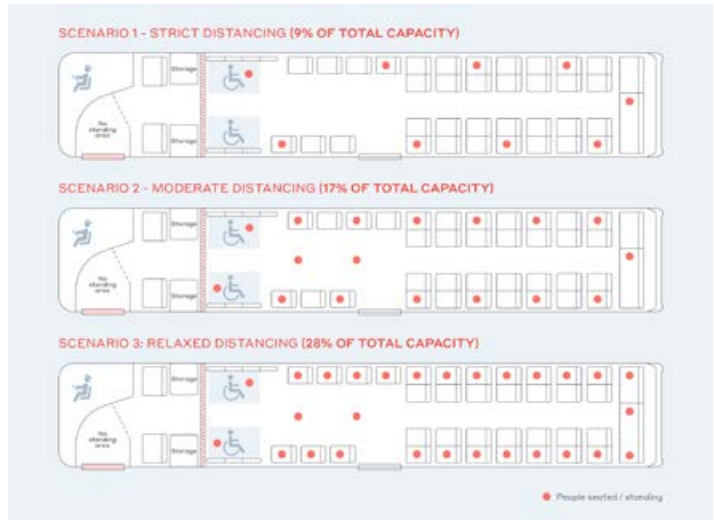 SCENARIO 1 - STRICT DISTANCING (9% OF TOTAL CAPACITY)
Storage
No
standing
area
Storage
SCENARIO 2 - MODERATE DISTANCING (17% OF TOTAL CAPACITY)
Storage
No
standing
area
Storage
SCENARIO 3: RELAXED DISTANCING (28% OF TOTAL CAPACITY)
Storage
No
standing
area
Storage
People seated / standing